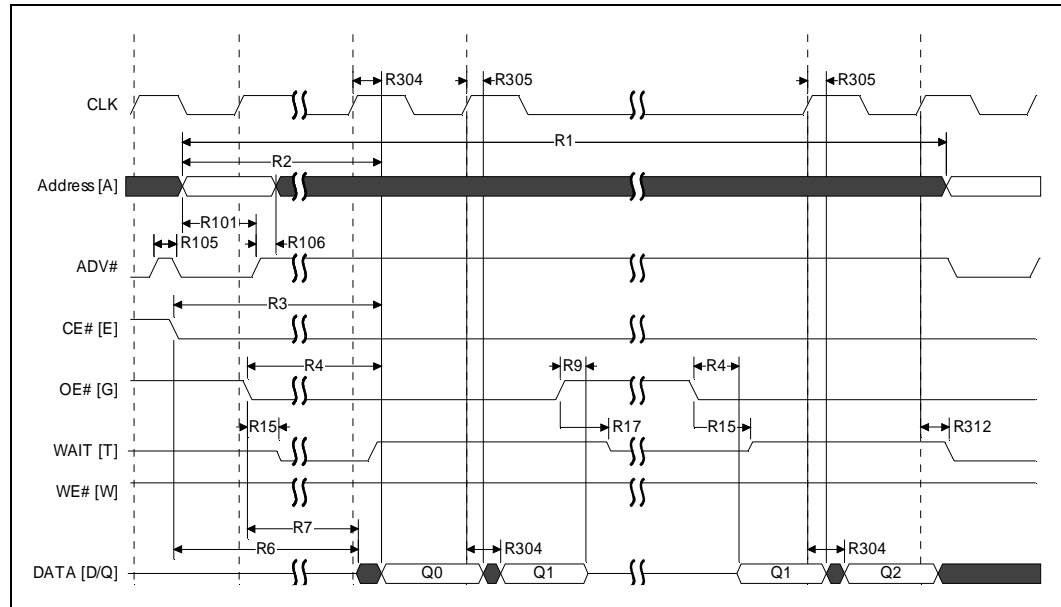 R304
R305
R305
CLK
R1
R2
Address [A]
R101
R105
R106
ADV#
R3
CE# [E]
R4
R9
R4
OE# [G]
R15
R17
R15
R312
WAIT [T]
WE# [W]
R7
R6
R304
R304
DATA [D/Q]
Q0
Q1
Q1
Q2